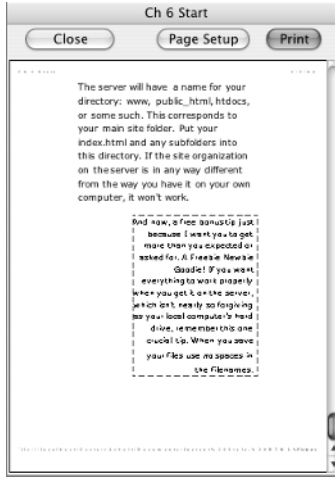 Ch 6 Start
Close Page Setup Print
Ch 6 Start
The server will have a name for your
directory: www, public_html, htdocs,
or some such. This corresponds to
your main site folder. Put your
index.html and any subfolders into
this directory. If the site organization
on the server is in any way different
from the way you have it on your own
computer, it won't work.
And now, a free bonus tip just
because I want you to get
more than you expected or
asked for. A Freebie Newbie
Goodie! If you want
everything to work properly
when you get it on the server,
which isn't nearly so forgiving
as your local computer's hard
drive, remember this one
crucial tip. When you save
your files use no spaces in
the filenames.